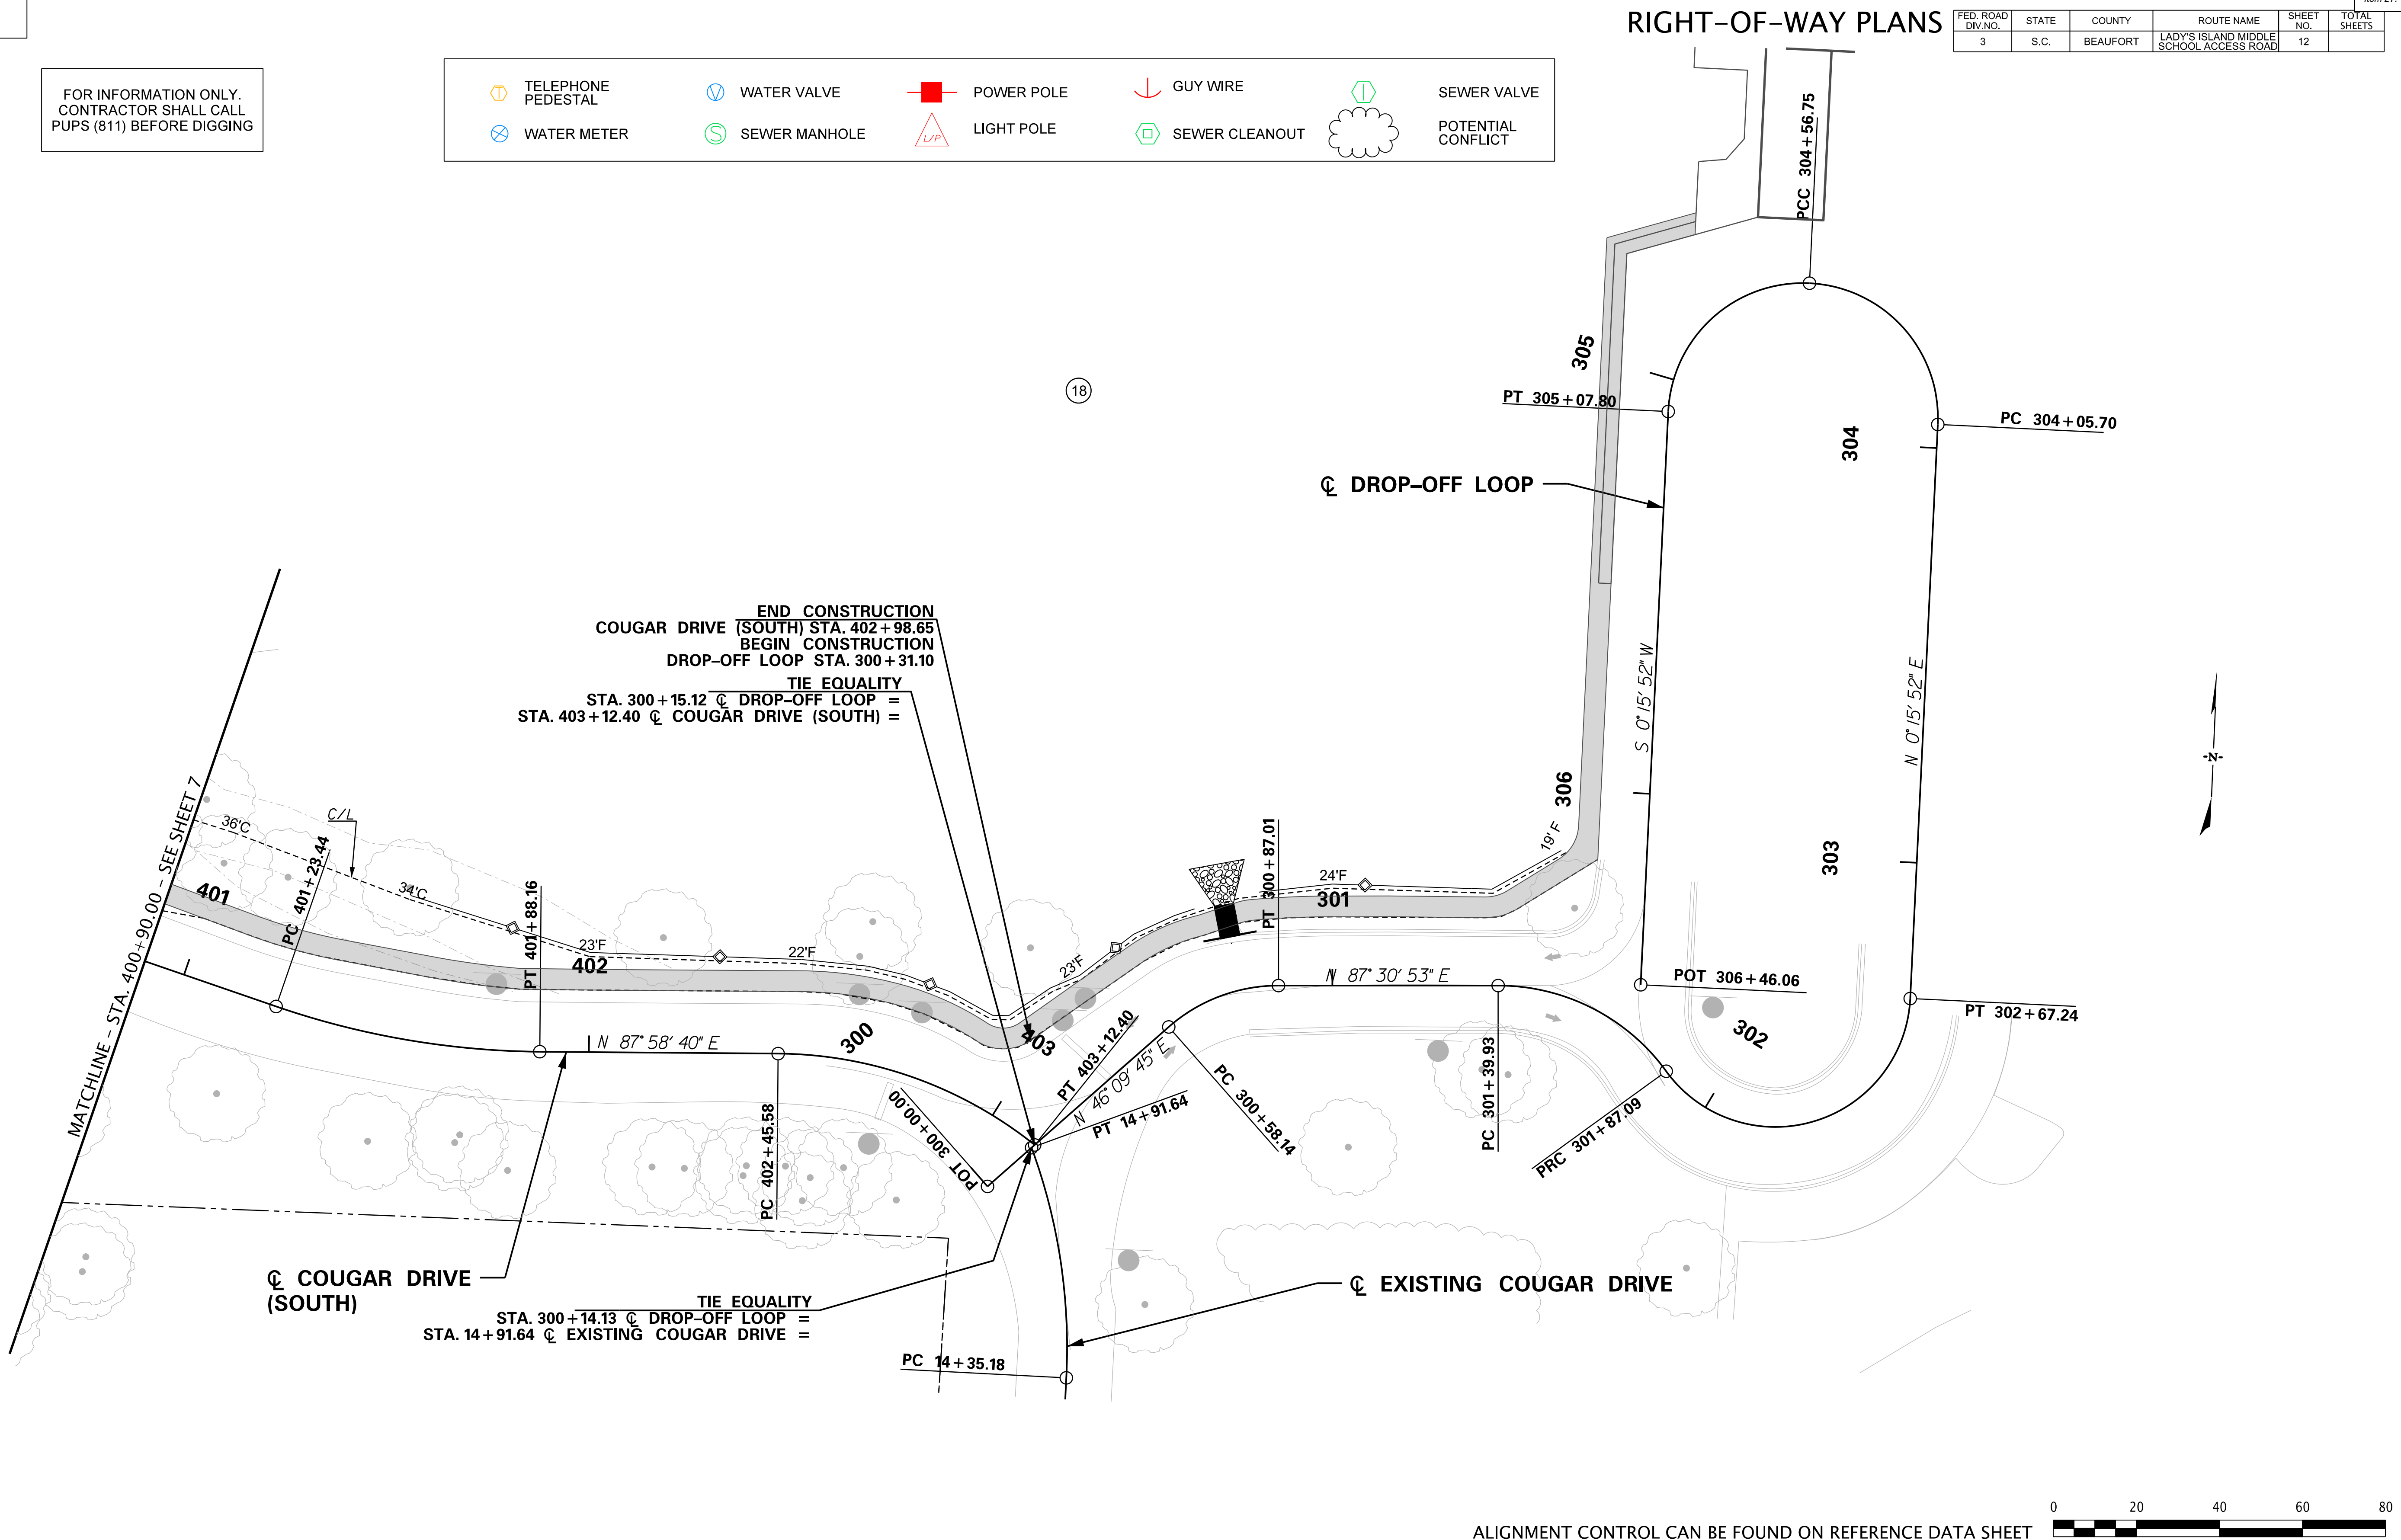 RIGHT-OF-WAY PLANS
FED. ROAD DIV.NO.
STATE
COUNTY
ROUTE NAME
SHEET NO.
TOTAL SHEETS
3
S.C.
BEAUFORT
LADY'S ISLAND MIDDLE SCHOOL ACCESS ROAD
12
FOR INFORMATION ONLY.
CONTRACTOR SHALL CALL
PUPS (811) BEFORE DIGGING
TELEPHONE PEDESTAL
WATER VALVE
POWER POLE
GUY WIRE
SEWER VALVE
WATER METER
S SEWER MANHOLE
L/P LIGHT POLE
SEWER CLEANOUT
POTENTIAL CONFLICT
PCC 304+56.75
305
18
PT 305+07.80
PC 304+05.70
304
℄ DROP-OFF LOOP
END CONSTRUCTION
COUGAR DRIVE (SOUTH) STA. 402+98.65
BEGIN CONSTRUCTION
DROP-OFF LOOP STA. 300+31.10
TIE EQUALITY
STA. 300+15.12 ℄ DROP-OFF LOOP =
STA. 403+12.40 ℄ COUGAR DRIVE (SOUTH) =
S 0°15'52" W
N 0°15'52" E
-N-
306
303
MATCHLINE - STA. 400+90.00 - SEE SHEET 7
36'C
C/L
401
PC 401+23.44
34'C
PT 401+88.16
23'F
402
22'F
23'F
PT 300+87.01
24'F
301
19' F
N 87°58'40" E
300
403
PT 403+12.40
N 46°09'45" E
PT 14+91.64
PC 300+58.14
N 87°30'53" E
PC 301+39.93
PRC 301+87.09
POT 306+46.06
302
PT 302+67.24
PC 402+45.58
POT 300+00.00
℄ COUGAR DRIVE
(SOUTH)
TIE EQUALITY
STA. 300+14.13 ℄ DROP-OFF LOOP =
STA. 14+91.64 ℄ EXISTING COUGAR DRIVE =
℄ EXISTING COUGAR DRIVE
PC 14+35.18
0 20 40 60 80
ALIGNMENT CONTROL CAN BE FOUND ON REFERENCE DATA SHEET